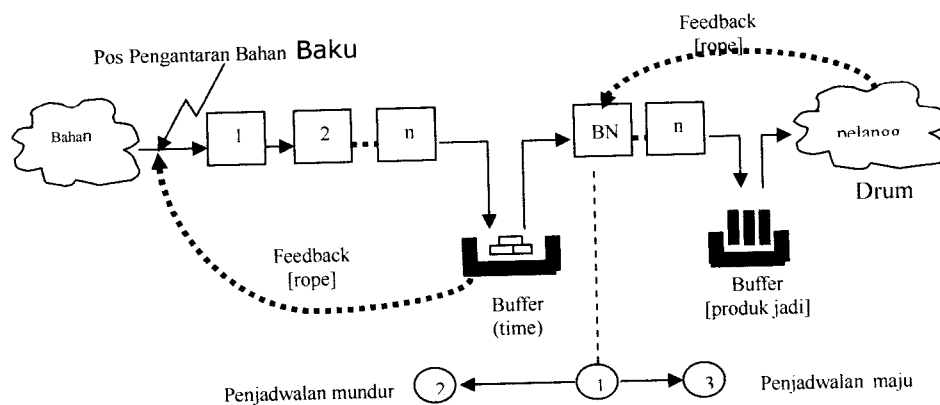 Feedback
[rope]
Pos Pengantaran Bahan Baku
Bahan
1
2
n
BN
n
pelangg
Drum
Feedback
[rope]
Buffer
(time)
Buffer
[produk jadi]
Penjadwalan mundur
2
1
3
Penjadwalan maju